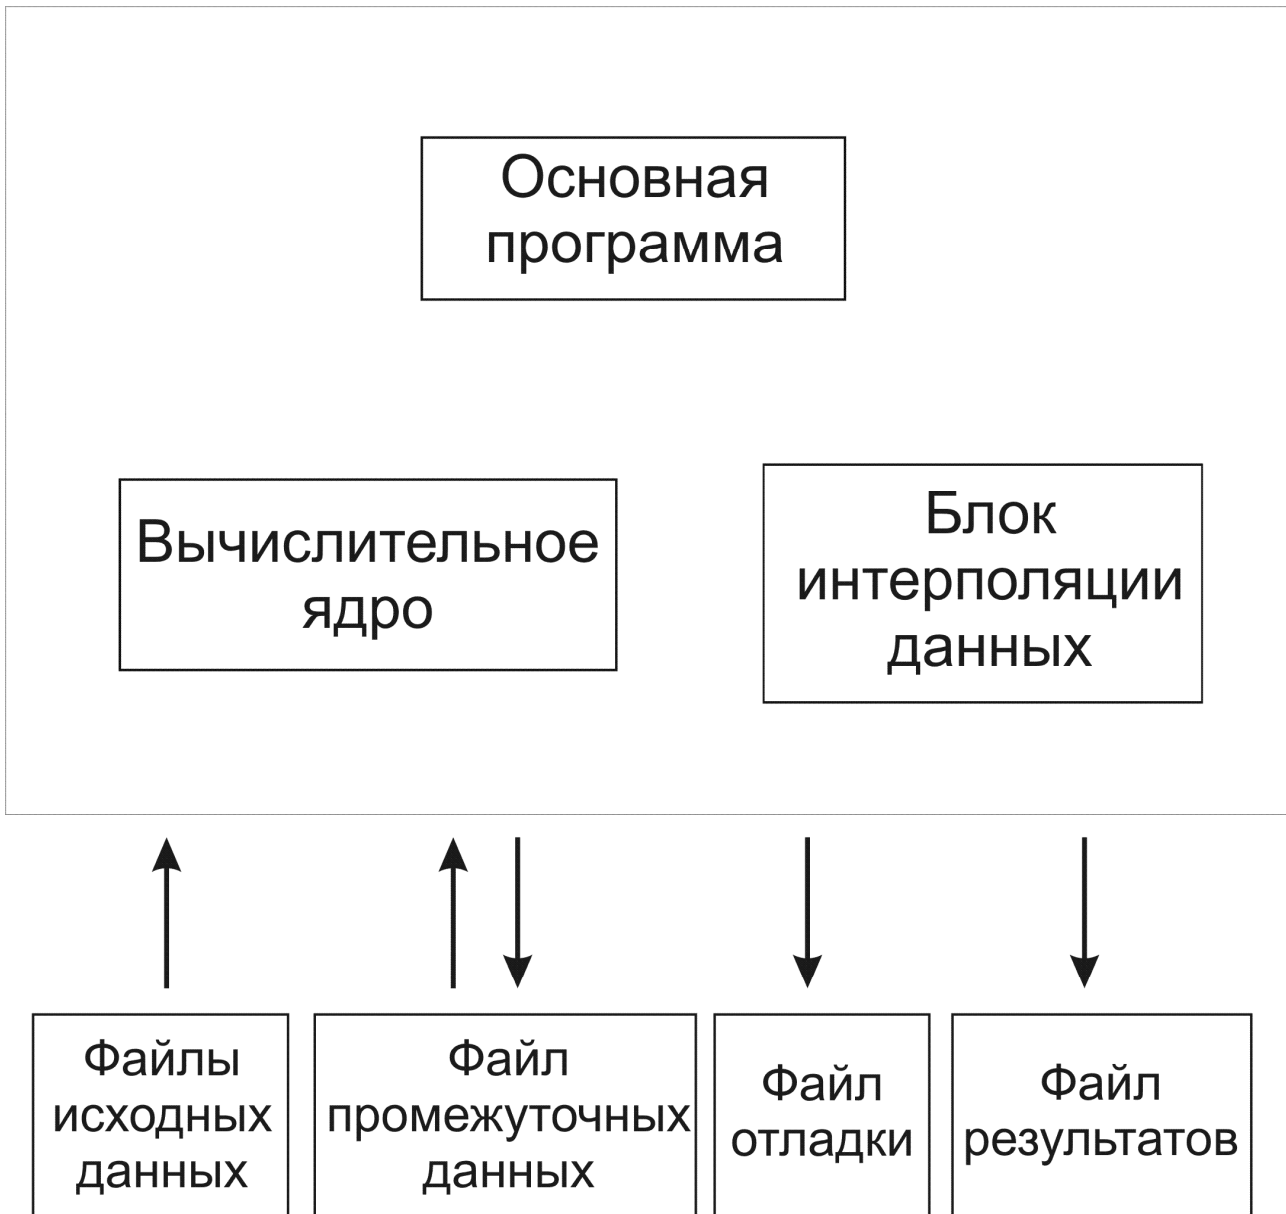 Основная
программа
Вычислительное
ядро
Блок
интерполяции
данных
Файлы
исходных
данных
Файл
промежуточных
данных
Файл
отладки
Файл
результатов